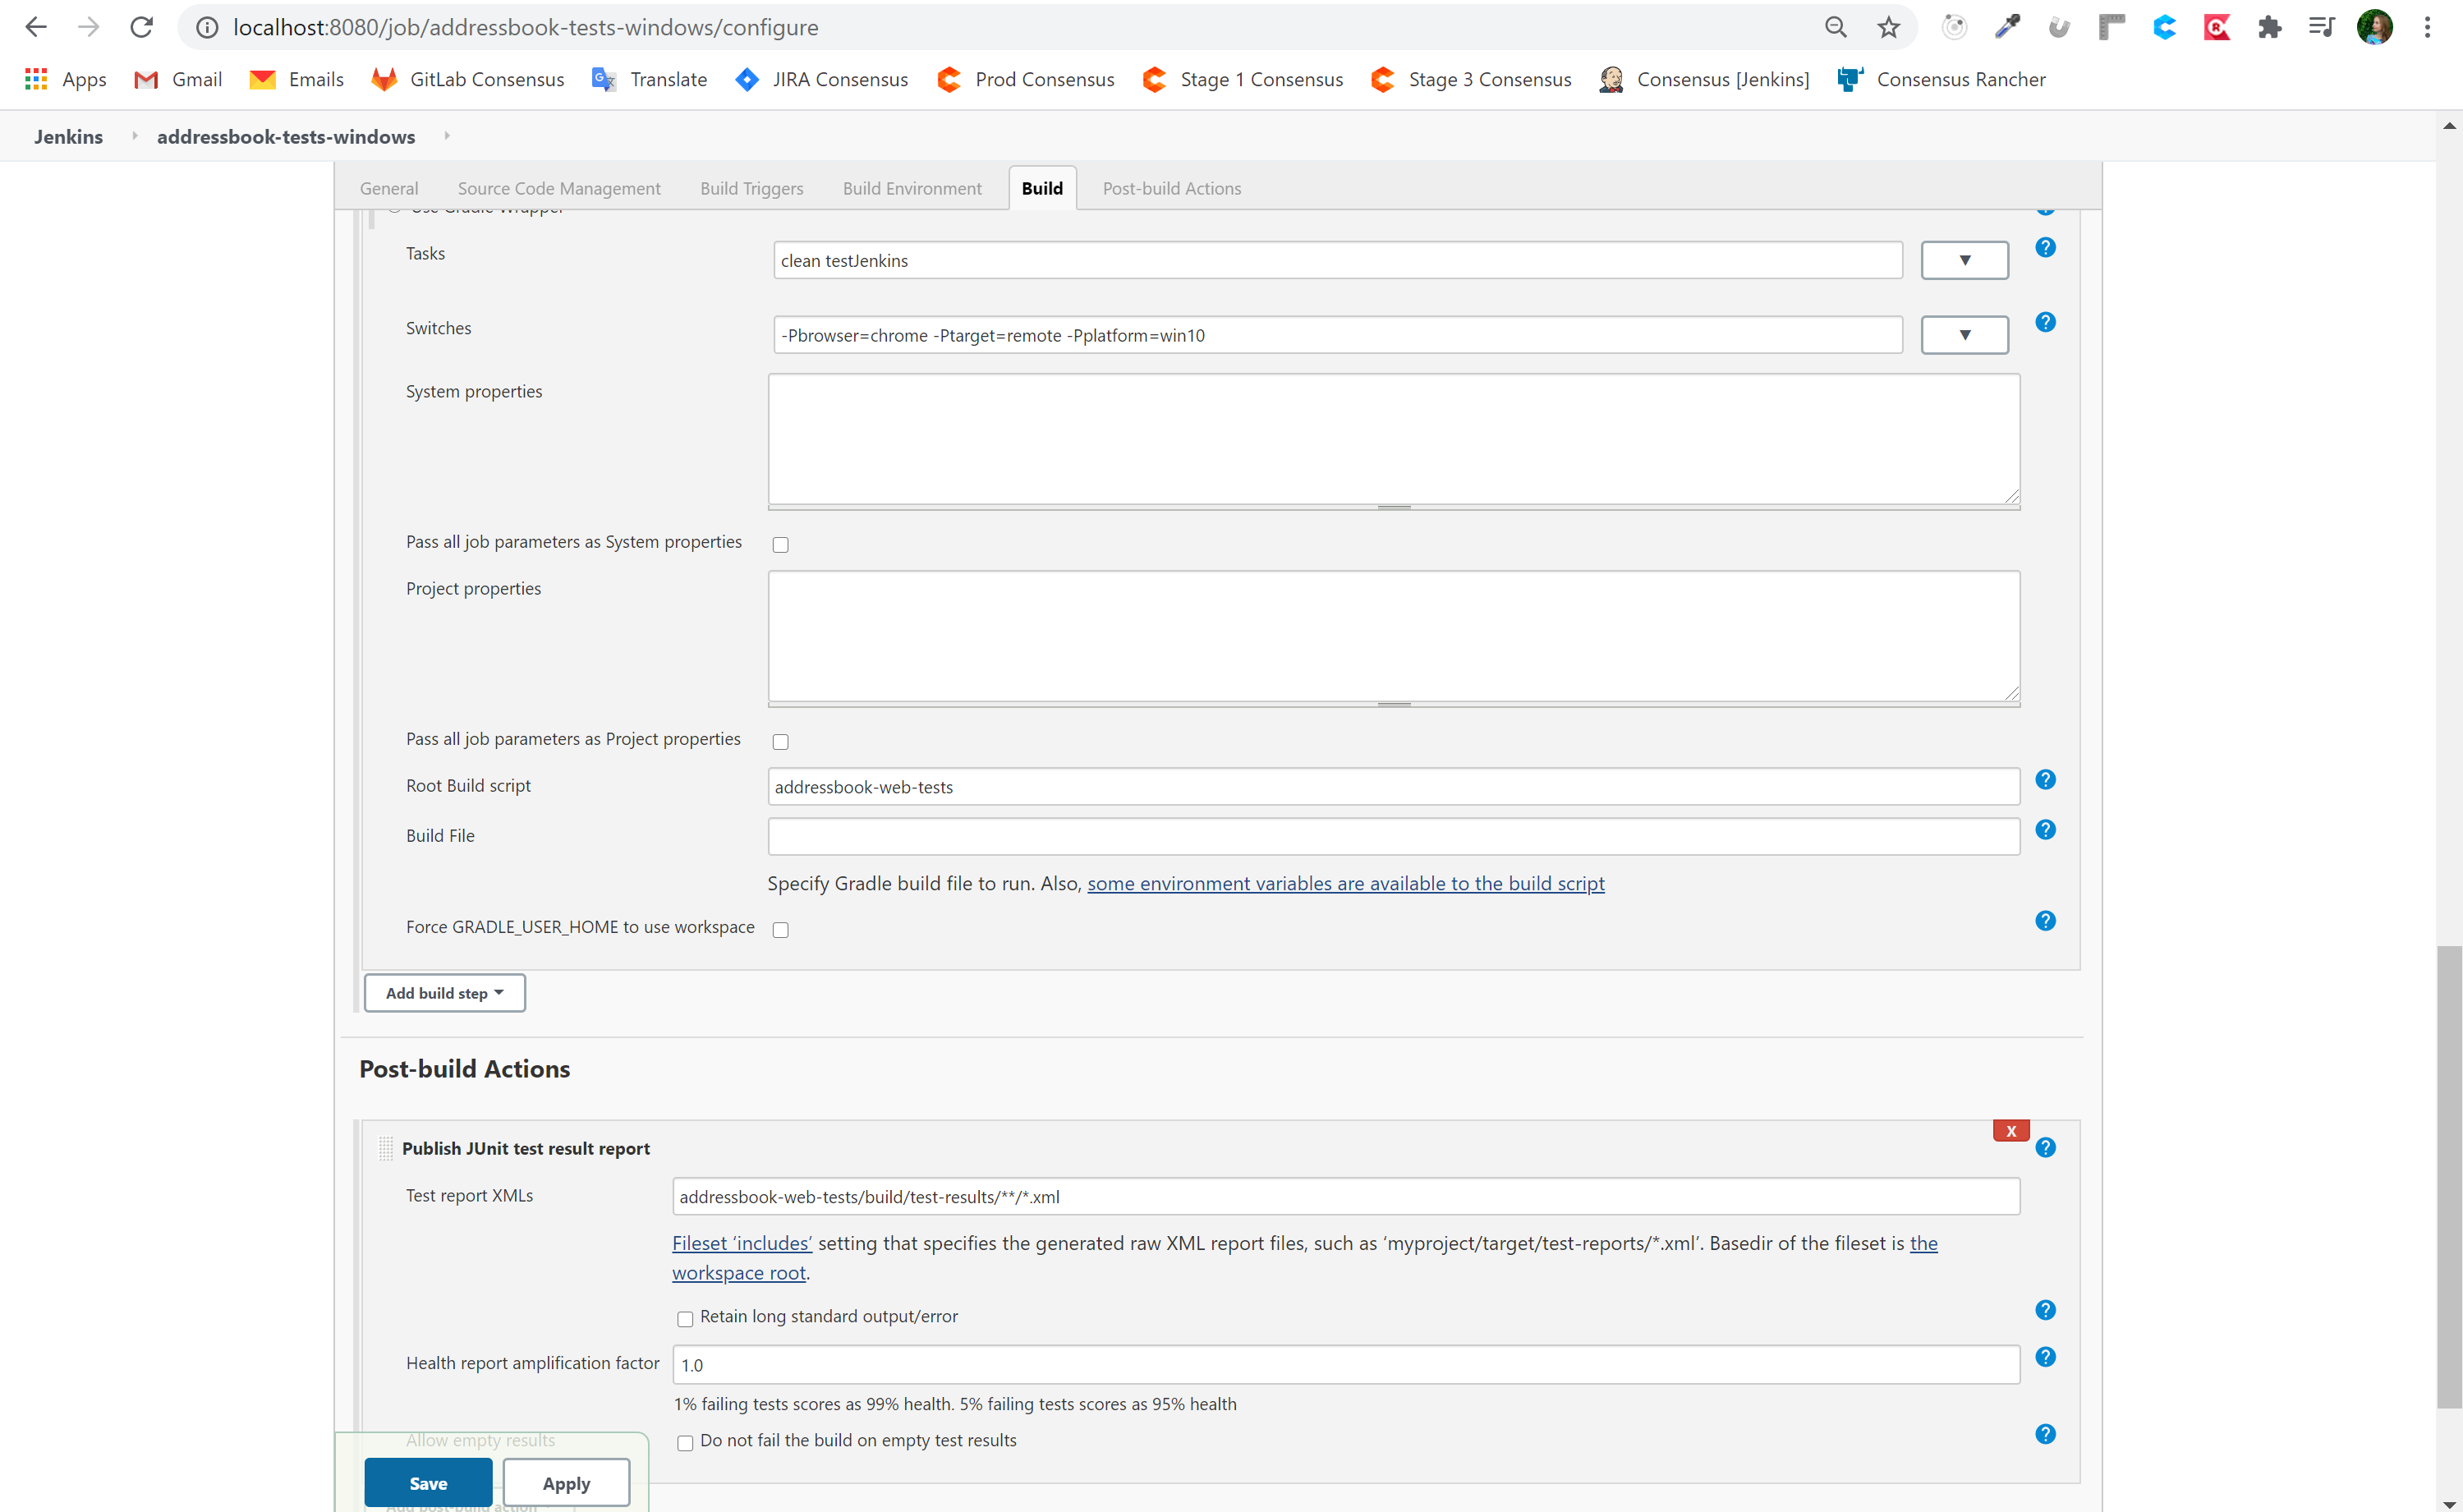 localhost:8080/job/addressbook-tests-windows/configure
Apps Gmail Emails GitLab Consensus Translate JIRA Consensus Prod Consensus Stage 1 Consensus Stage 3 Consensus Consensus [Jenkins] Consensus Rancher
Jenkins addressbook-tests-windows
General Source Code Management Build Triggers Build Environment Build Post-build Actions
Use Gradle Wrapper
Tasks clean testJenkins ▼ ?
Switches -Pbrowser=chrome -Ptarget=remote -Pplatform=win10 ▼ ?
System properties
Pass all job parameters as System properties
Project properties
Pass all job parameters as Project properties
Root Build script addressbook-web-tests ?
Build File ?
Specify Gradle build file to run. Also, some environment variables are available to the build script
Force GRADLE_USER_HOME to use workspace ?
Add build step
Post-build Actions
X
Publish JUnit test result report ?
Test report XMLs addressbook-web-tests/build/test-results/**/*.xml
Fileset ‘includes’ setting that specifies the generated raw XML report files, such as ‘myproject/target/test-reports/*.xml’. Basedir of the fileset is the
workspace root.
Retain long standard output/error ?
Health report amplification factor 1.0 ?
1% failing tests scores as 99% health. 5% failing tests scores as 95% health
Allow empty results Do not fail the build on empty test results ?
Save Apply
Add post-build action